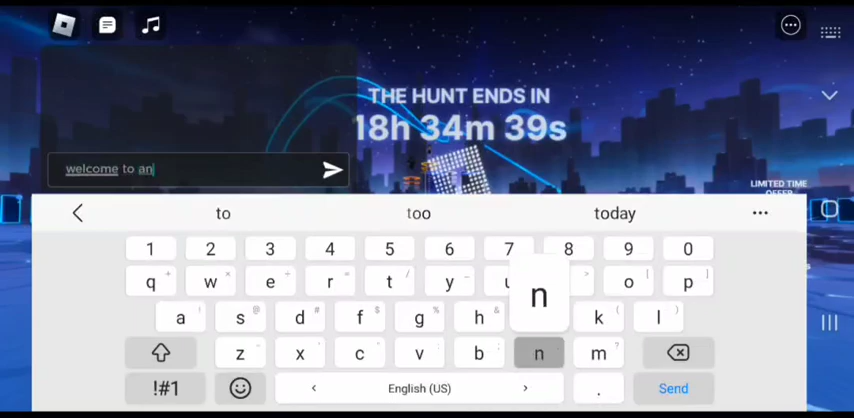 THE HUNT ENDS IN
18h 34m 39s
welcome to an
LIMITED TIME
OFFER
to too today
1 2 3 4 5 6 7 8 9 0
q w e r t y u o p
n
a s d f g h k l
z x c v b n m
!#1 English (US) . Send